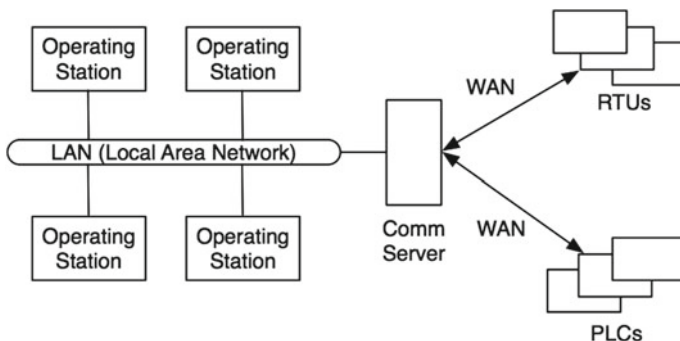 Operating
Station
Operating
Station
WAN
RTUs
LAN (Local Area Network)
Operating
Station
Operating
Station
Comm
Server
WAN
PLCs